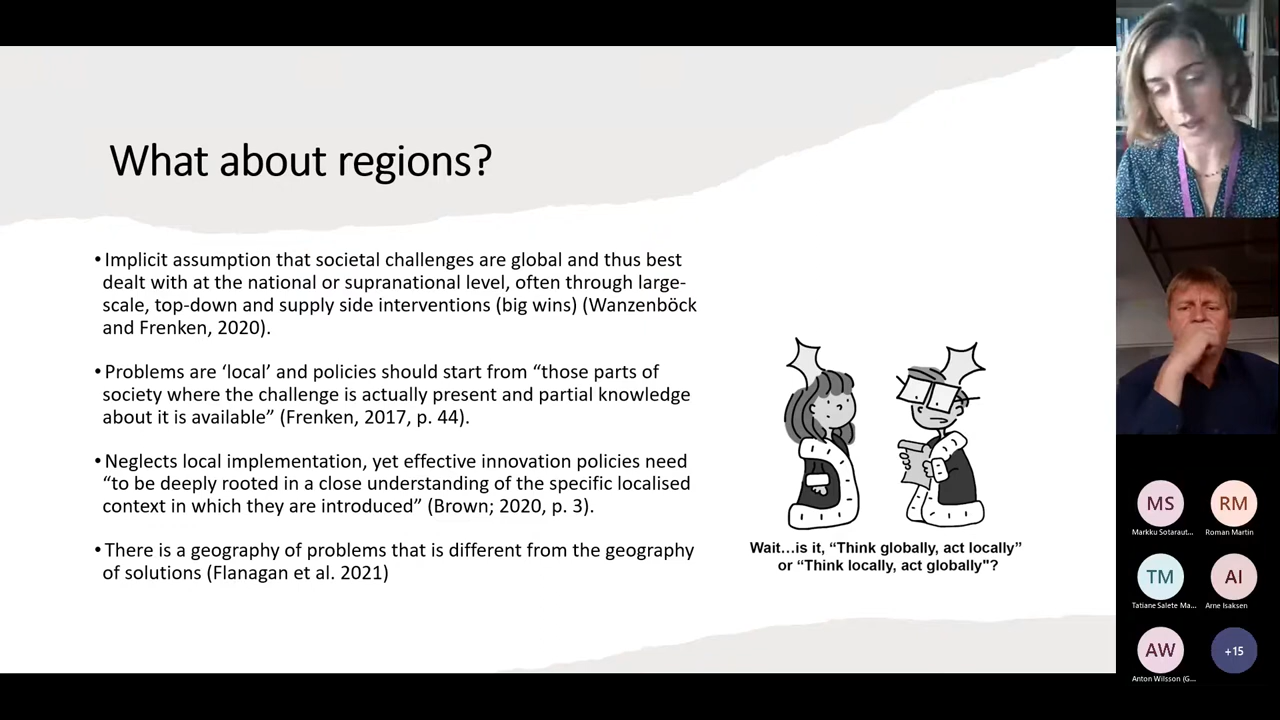 What about regions?
• Implicit assumption that societal challenges are global and thus best
dealt with at the national or supranational level, often through large-
scale, top-down and supply side interventions (big wins) (Wanzenböck
and Frenken, 2020).
• Problems are ‘local’ and policies should start from “those parts of
society where the challenge is actually present and partial knowledge
about it is available” (Frenken, 2017, p. 44).
• Neglects local implementation, yet effective innovation policies need
“to be deeply rooted in a close understanding of the specific localised
context in which they are introduced” (Brown; 2020, p. 3).
• There is a geography of problems that is different from the geography
of solutions (Flanagan et al. 2021)
Wait…is it, “Think globally, act locally”
or “Think locally, act globally"?
MS
RM
Markku Sotaraut...
Roman Martin
TM
AI
Tatiane Salete Ma...
Arne Isaksen
AW
+15
Anton Wilsson (G...